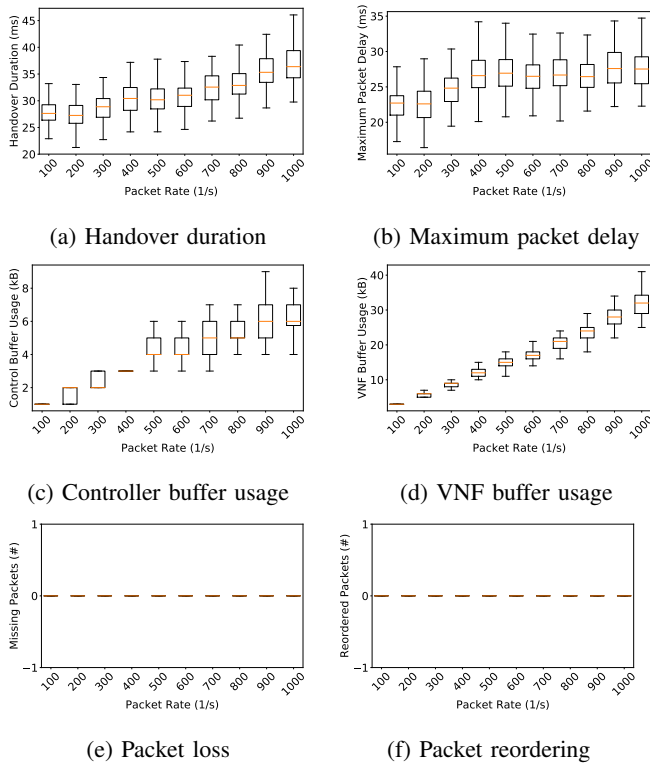 45
40
35
30
25
20
Handover Duration (ms)
100 200 300 400 500 600 700 800 900 1000
Packet Rate (1/s)
(a) Handover duration
35
30
25
20
Maximum Packet Delay (ms)
100 200 300 400 500 600 700 800 900 1000
Packet Rate (1/s)
(b) Maximum packet delay
8
6
4
2
Control Buffer Usage (kB)
100 200 300 400 500 600 700 800 900 1000
Packet Rate (1/s)
(c) Controller buffer usage
40
30
20
10
VNF Buffer Usage (kB)
100 200 300 400 500 600 700 800 900 1000
Packet Rate (1/s)
(d) VNF buffer usage
1
0
−1
Missing Packets (#)
100 200 300 400 500 600 700 800 900 1000
Packet Rate (1/s)
(e) Packet loss
1
0
−1
Reordered Packets (#)
100 200 300 400 500 600 700 800 900 1000
Packet Rate (1/s)
(f) Packet reordering